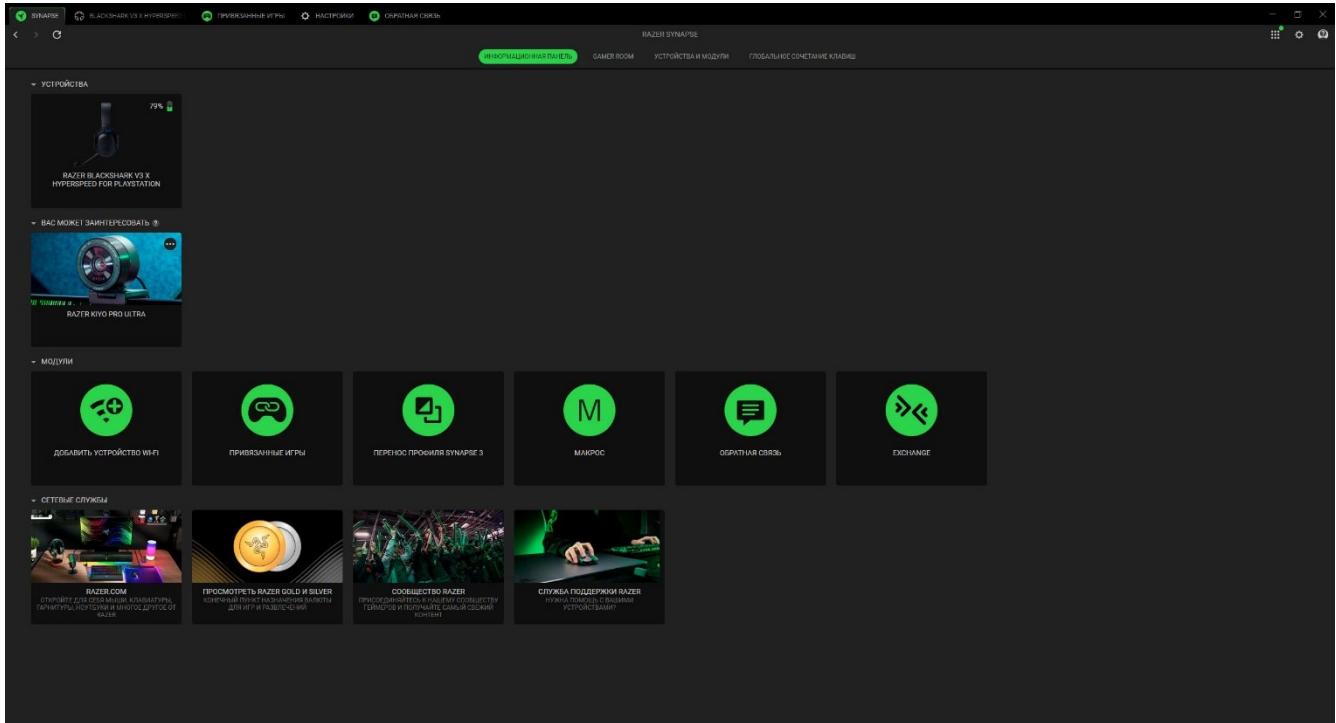 SYNAPSE
BLACKSHARK V3 X HYPERSPEED
ПРИВЯЗАННЫЕ ИГРЫ
НАСТРОЙКИ
ОБРАТНАЯ СВЯЗЬ
RAZER SYNAPSE
ИНФОРМАЦИОННАЯ ПАНЕЛЬ
GAMER ROOM
УСТРОЙСТВА И МОДУЛИ
ГЛОБАЛЬНОЕ СОЧЕТАНИЕ КЛАВИШ
УСТРОЙСТВА
79%
RAZER BLACKSHARK V3 X
HYPERSPEED FOR PLAYSTATION
ВАС МОЖЕТ ЗАИНТЕРЕСОВАТЬ
RAZER KIYO PRO ULTRA
МОДУЛИ
ДОБАВИТЬ УСТРОЙСТВО WI-FI
ПРИВЯЗАННЫЕ ИГРЫ
ПЕРЕНОС ПРОФИЛЯ SYNAPSE 3
M
МАКРОС
ОБРАТНАЯ СВЯЗЬ
EXCHANGE
СЕТЕВЫЕ СЛУЖБЫ
RAZER.COM
ОТКРОЙТЕ ДЛЯ СЕБЯ МЫШИ, КЛАВИАТУРЫ,
ГАРНИТУРЫ, НОУТБУКИ И МНОГОЕ ДРУГОЕ ОТ
RAZER
ПРОСМОТРЕТЬ RAZER GOLD И SILVER
КОНЕЧНЫЙ ПУНКТ НАЗНАЧЕНИЯ ВАЛЮТЫ
ДЛЯ ИГР И РАЗВЛЕЧЕНИЙ
СООБЩЕСТВО RAZER
ПРИСОЕДИНЯЙТЕСЬ К НАШЕМУ СООБЩЕСТВУ
ГЕЙМЕРОВ И ПОЛУЧАЙТЕ САМЫЙ СВЕЖИЙ
КОНТЕНТ
СЛУЖБА ПОДДЕРЖКИ RAZER
НУЖНА ПОМОЩЬ С ВАШИМИ
УСТРОЙСТВАМИ?